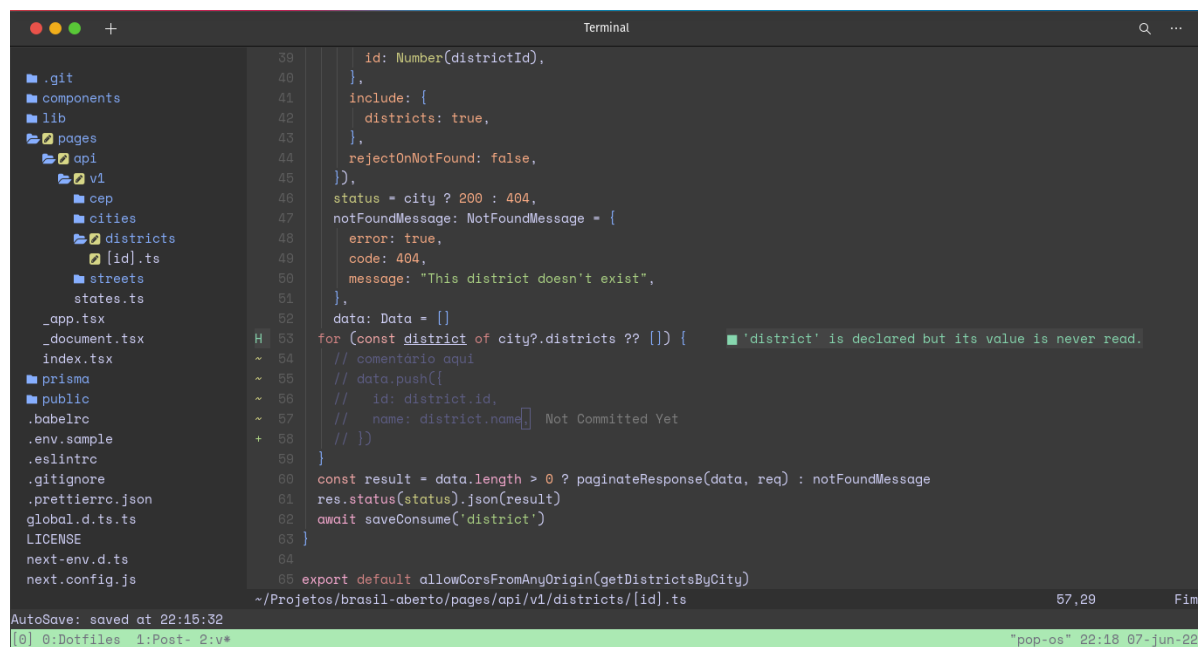 + Terminal ...
.git
components
lib
pages
api
v1
cep
cities
districts
[id].ts
streets
states.ts
_app.tsx
_document.tsx
index.tsx
prisma
public
.babelrc
.env.sample
.eslintrc
.gitignore
.prettierrc.json
global.d.ts.ts
LICENSE
next-env.d.ts
next.config.js
39 id: Number(districtId),
40 },
41 include: {
42 districts: true,
43 },
44 rejectOnNotFound: false,
45 }),
46 status = city ? 200 : 404,
47 notFoundMessage: NotFoundMessage = {
48 error: true,
49 code: 404,
50 message: "This district doesn't exist",
51 },
52 data: Data = []
H 53 for (const district of city?.districts ?? []) { 'district' is declared but its value is never read.
~ 54 // comentário aqui
~ 55 // data.push({
~ 56 // id: district.id,
~ 57 // name: district.name, Not Committed Yet
+ 58 // })
59 }
60 const result = data.length > 0 ? paginateResponse(data, req) : notFoundMessage
61 res.status(status).json(result)
62 await saveConsume('district')
63 }
64
65 export default allowCorsFromAnyOrigin(getDistrictsByCity)
~/Projetos/brasil-aberto/pages/api/v1/districts/[id].ts 57,29 Fim
AutoSave: saved at 22:15:32
[0] 0:Dotfiles 1:Post- 2:v* "pop-os" 22:18 07-jun-22